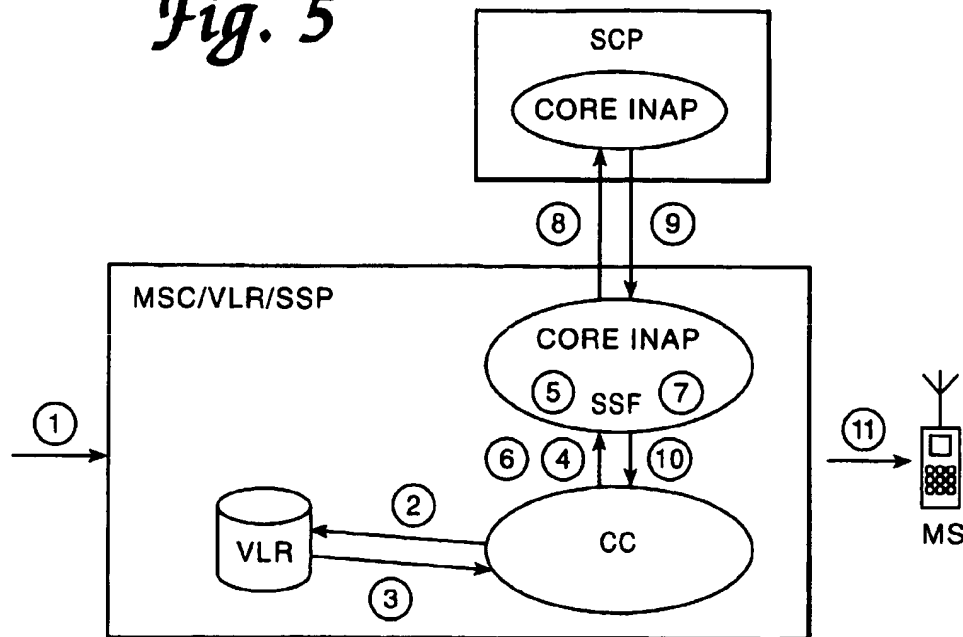 Fig. 5
SCP
CORE INAP
8
9
MSC/VLR/SSP
CORE INAP
5
SSF
7
1
11
6
4
10
2
VLR
CC
MS
3